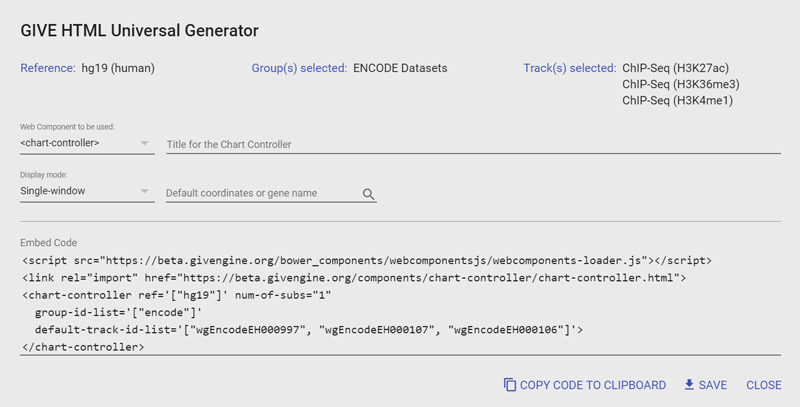 GIVE HTML Universal Generator
Reference: hg19 (human) Group(s) selected: ENCODE Datasets Track(s) selected: ChIP-Seq (H3K27ac)
ChIP-Seq (H3K36me3)
ChIP-Seq (H3K4me1)
Web Component to be used:
<chart-controller> Title for the Chart Controller
Display mode:
Single-window Default coordinates or gene name
Embed Code
<script src="https://beta.givengine.org/bower_components/webcomponentsjs/webcomponents-loader.js"></script>
<link rel="import" href="https://beta.givengine.org/components/chart-controller/chart-controller.html">
<chart-controller ref='["hg19"]' num-of-subs="1"
group-id-list='["encode"]'
default-track-id-list='["wgEncodeEH000997", "wgEncodeEH000107", "wgEncodeEH000106"]'>
</chart-controller>
COPY CODE TO CLIPBOARD SAVE CLOSE